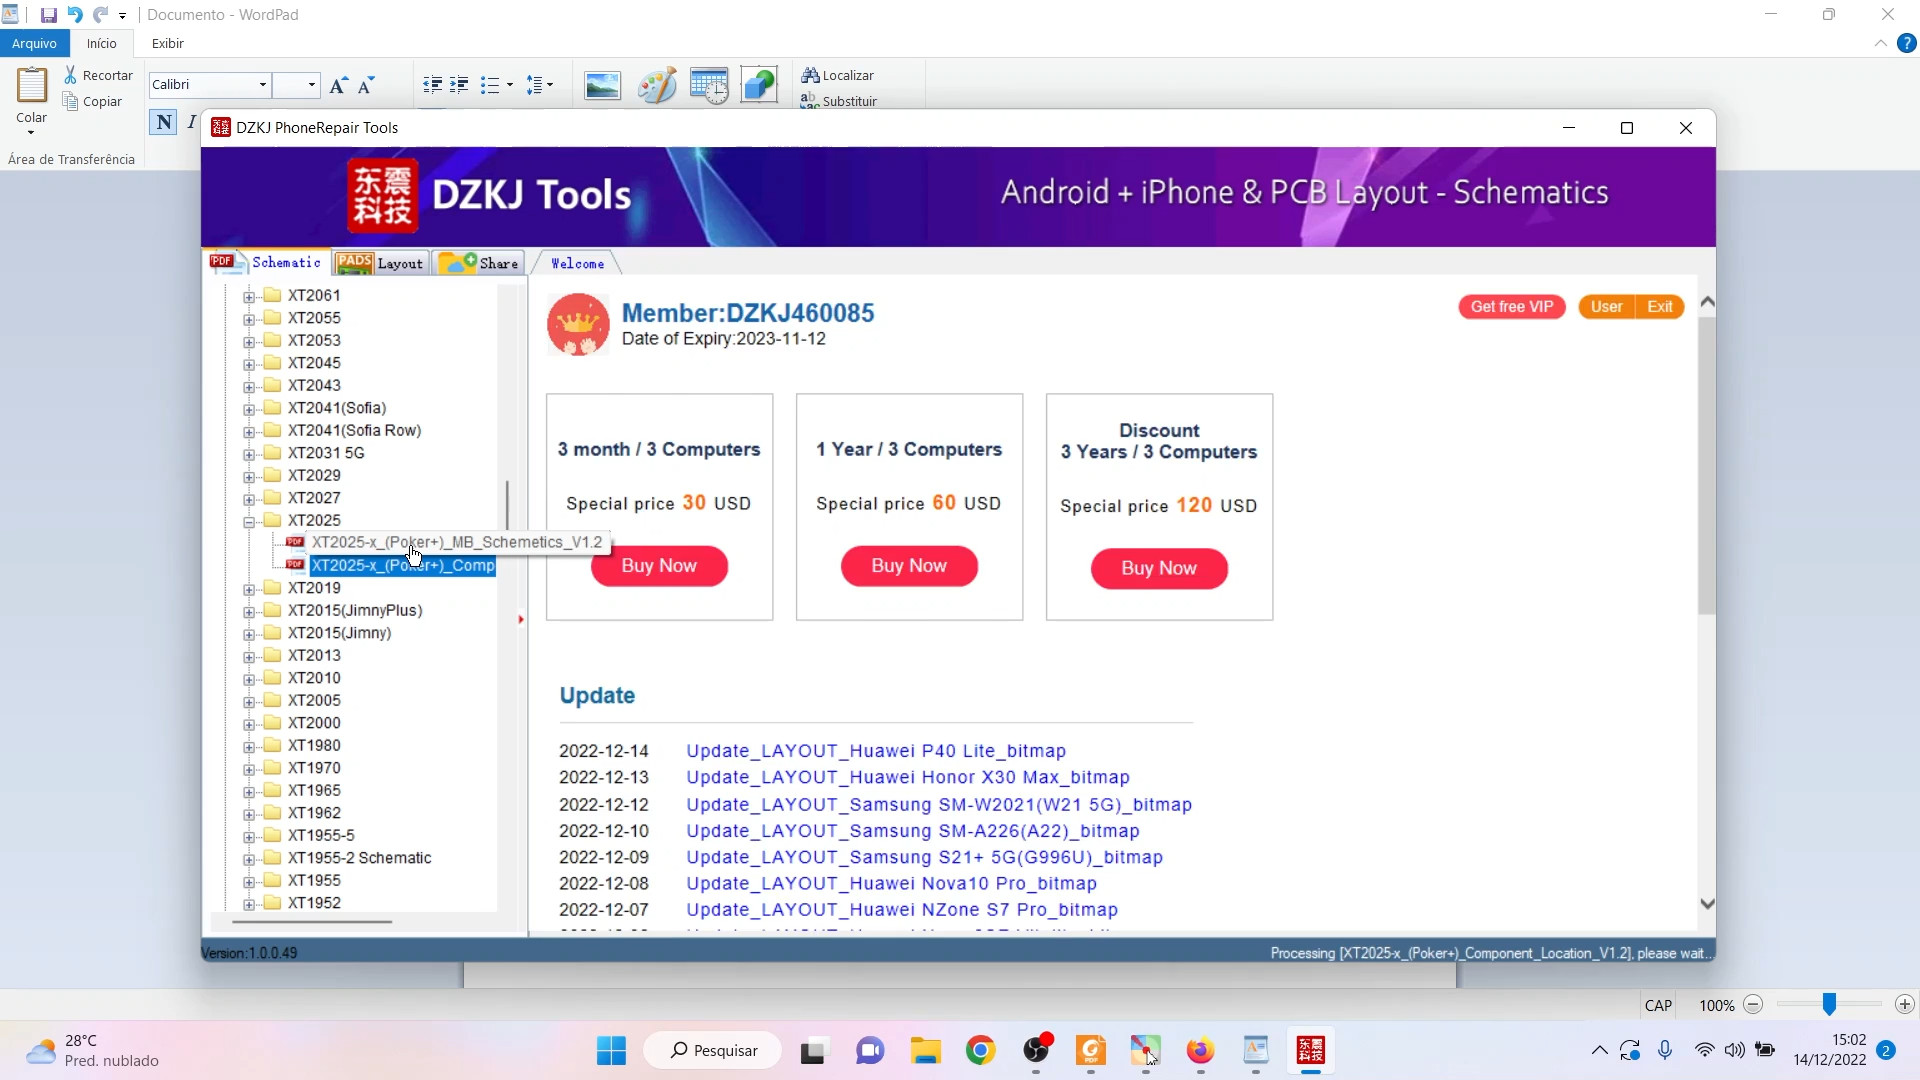 Documento - WordPad
Arquivo Início Exibir
Colar
Recortar
Copiar
Área de Transferência
Calibri
N I
Localizar
Substituir
DZKJ PhoneRepair Tools
东震科技
DZKJ Tools
Android + iPhone & PCB Layout - Schematics
PDF Schematic PADS Layout Share Welcome
XT2061
XT2055
XT2053
XT2045
XT2043
XT2041(Sofia)
XT2041(Sofia Row)
XT2031 5G
XT2029
XT2027
XT2025
PDF XT2025-x_(Poker+)_MB_Schemetics_V1.2
PDF XT2025-x_(Poker+)_Comp
XT2019
XT2015(JimnyPlus)
XT2015(Jimny)
XT2013
XT2010
XT2005
XT2000
XT1980
XT1970
XT1965
XT1962
XT1955-5
XT1955-2 Schematic
XT1955
XT1952
Member:DZKJ460085
Date of Expiry:2023-11-12
Get free VIP User Exit
3 month / 3 Computers
Special price 30 USD
Buy Now
1 Year / 3 Computers
Special price 60 USD
Buy Now
Discount
3 Years / 3 Computers
Special price 120 USD
Buy Now
Update
2022-12-14 Update_LAYOUT_Huawei P40 Lite_bitmap
2022-12-13 Update_LAYOUT_Huawei Honor X30 Max_bitmap
2022-12-12 Update_LAYOUT_Samsung SM-W2021(W21 5G)_bitmap
2022-12-10 Update_LAYOUT_Samsung SM-A226(A22)_bitmap
2022-12-09 Update_LAYOUT_Samsung S21+ 5G(G996U)_bitmap
2022-12-08 Update_LAYOUT_Huawei Nova10 Pro_bitmap
2022-12-07 Update_LAYOUT_Huawei NZone S7 Pro_bitmap
Version:1.0.0.49
Processing [XT2025-x_(Poker+)_Component_Location_V1.2], please wait...
CAP 100%
28°C
Pred. nublado
Pesquisar
东震科技
15:02
14/12/2022
2